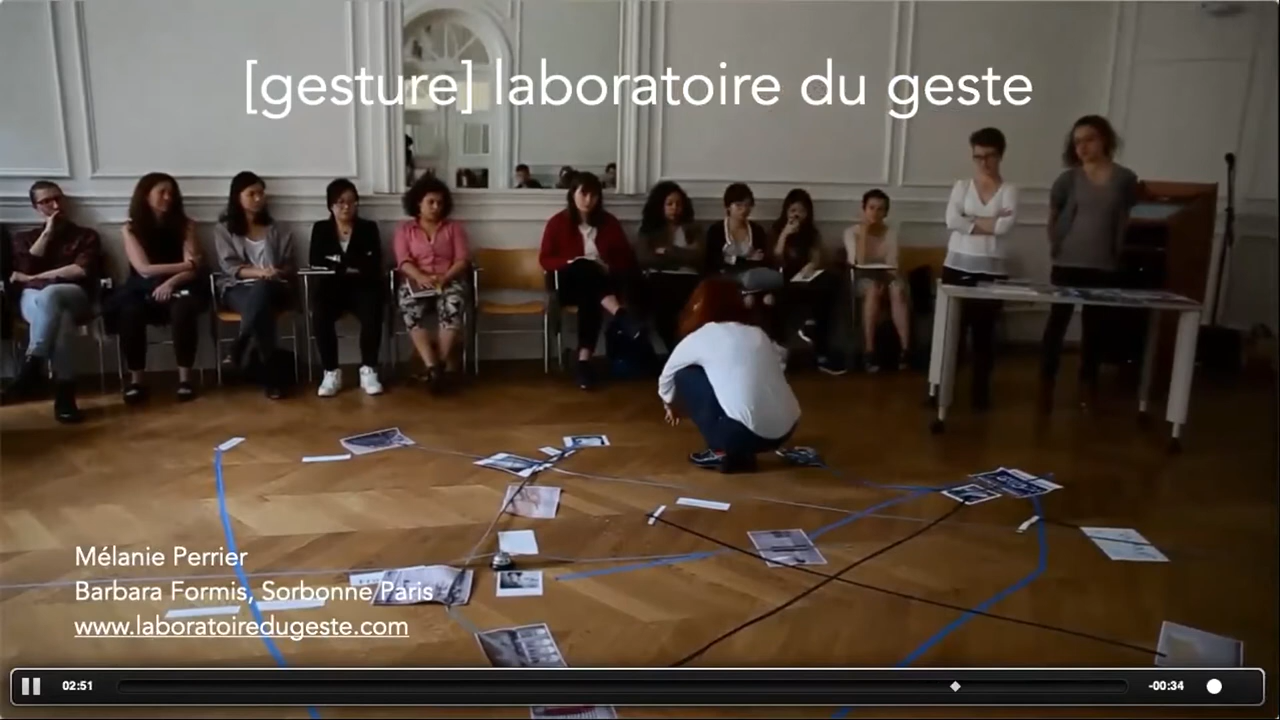 [gesture] laboratoire du geste
Mélanie Perrier
Barbara Formis, Sorbonne Paris
www.laboratoiredugeste.com
02:51
-00:34